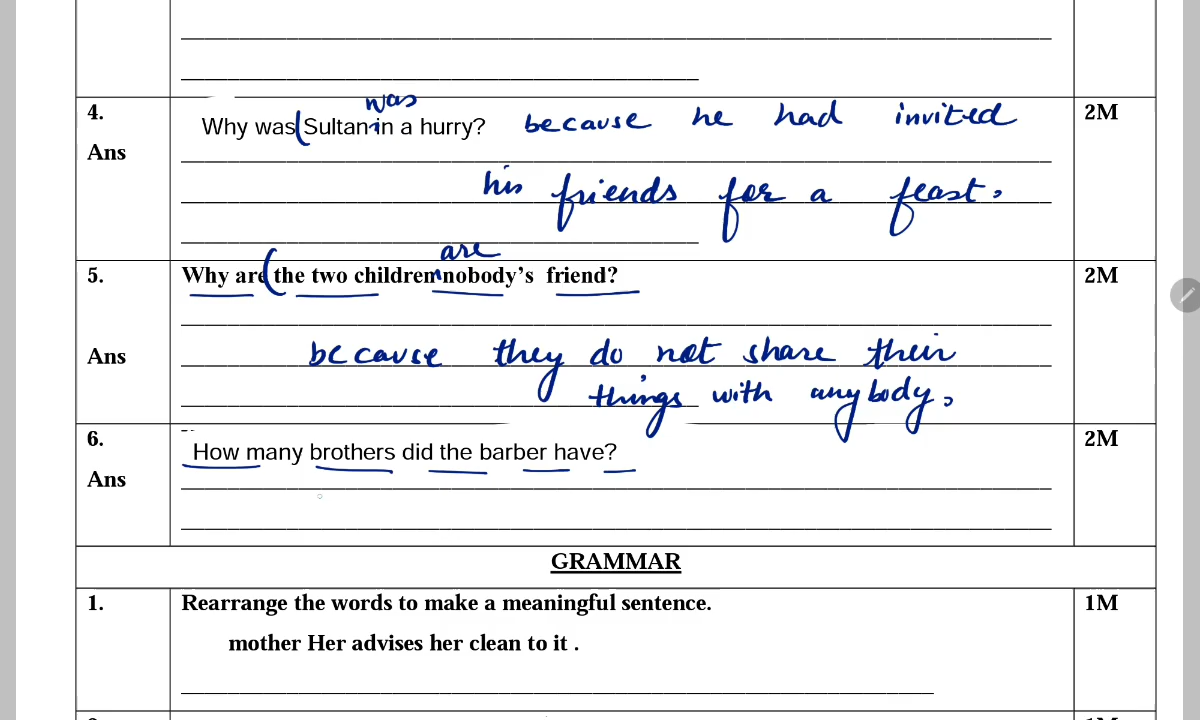 4.
was
Why was Sultan in a hurry? because he had invited
2M
Ans
his friends for a feast.
are
5.
Why are the two children nobody's friend?
2M
Ans
because they do not share their
things with anybody.
6.
How many brothers did the barber have?
2M
Ans
GRAMMAR
1.
Rearrange the words to make a meaningful sentence.
1M
mother Her advises her clean to it .